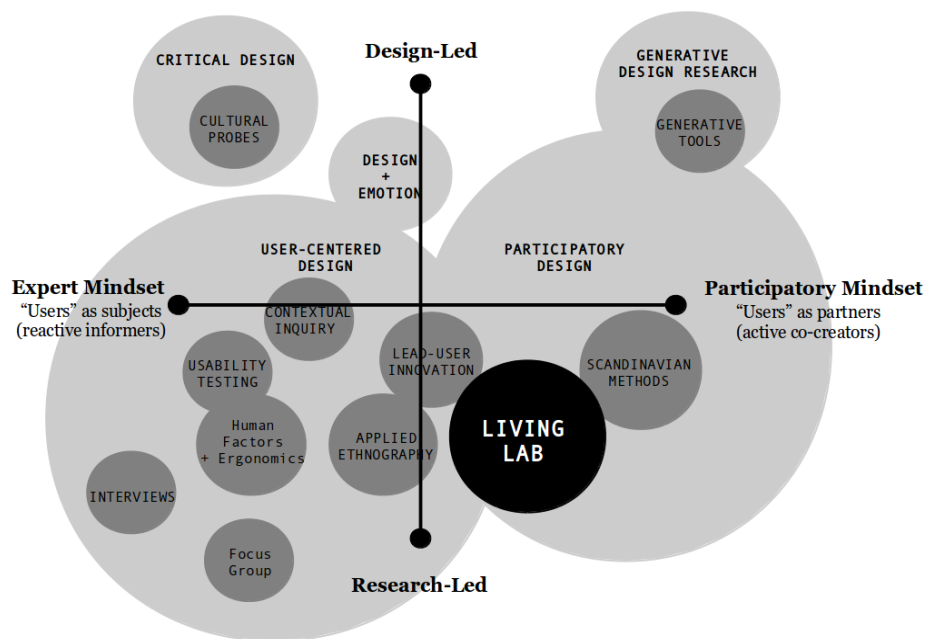 Design-Led
CRITICAL DESIGN
CULTURAL
PROBES
GENERATIVE
DESIGN RESEARCH
GENERATIVE
TOOLS
DESIGN
+
EMOTION
USER-CENTERED
DESIGN
PARTICIPATORY
DESIGN
Expert Mindset
“Users” as subjects
(reactive informers)
Participatory Mindset
“Users” as partners
(active co-creators)
CONTEXTUAL
INQUIRY
USABILITY
TESTING
LEAD-USER
INNOVATION
SCANDINAVIAN
METHODS
Human
Factors
+ Ergonomics
APPLIED
ETHNOGRAPHY
LIVING
LAB
INTERVIEWS
Focus
Group
Research-Led